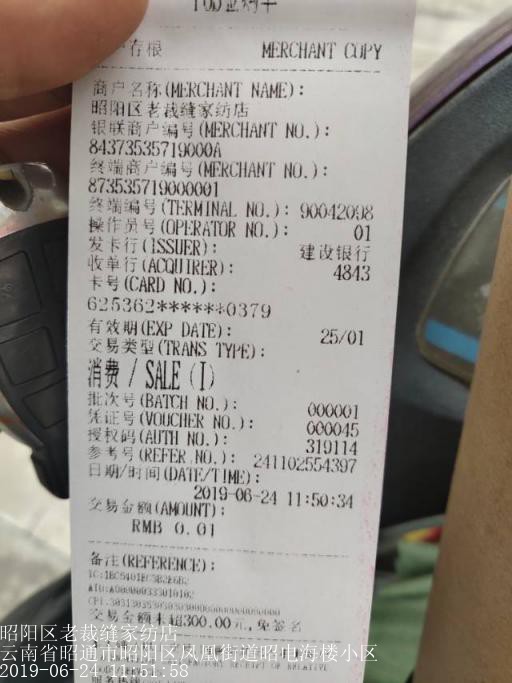 存根 MERCHANT COPY
商户名称(MERCHANT NAME):
昭阳区老裁缝家纺店
银联商户编号(MERCHANT NO.):
84373535719000A
终端商户编号(MERCHANT NO.):
873535719000001
终端编号(TERMINAL NO.): 90042098
操作员号(OPERATOR NO.): 01
发卡行(ISSUER): 建设银行
收单行(ACQUIRER): 4843
卡号(CARD NO.):
625362******0379
有效期(EXP DATE): 25/01
交易类型(TRANS TYPE):
消费 / SALE (I)
批次号(BATCH NO.): 000001
凭证号(VOUCHER NO.): 000045
授权码(AUTH NO.): 319114
参考号(REFER NO.): 241102554397
日期/时间(DATE/TIME):
2019-06-24 11:50:34
交易金额(AMOUNT):
RMB 0.01
备注(REFERENCE):
交易金额未超300.00元,免签名
昭阳区老裁缝家纺店
云南省昭通市昭阳区凤凰街道昭电海楼小区
2019-06-24 11:51:58